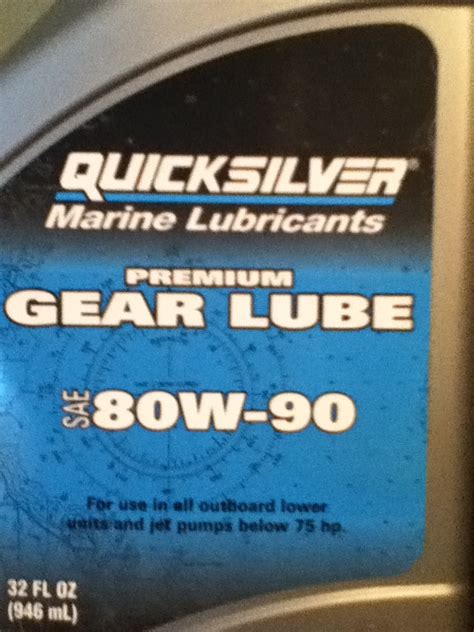 QUICKSILVER®
Marine Lubricants
PREMIUM
GEAR LUBE
SAE 80W-90
For use in all outboard lower
units and jet pumps below 75 hp.
32 FL OZ
(946 mL)